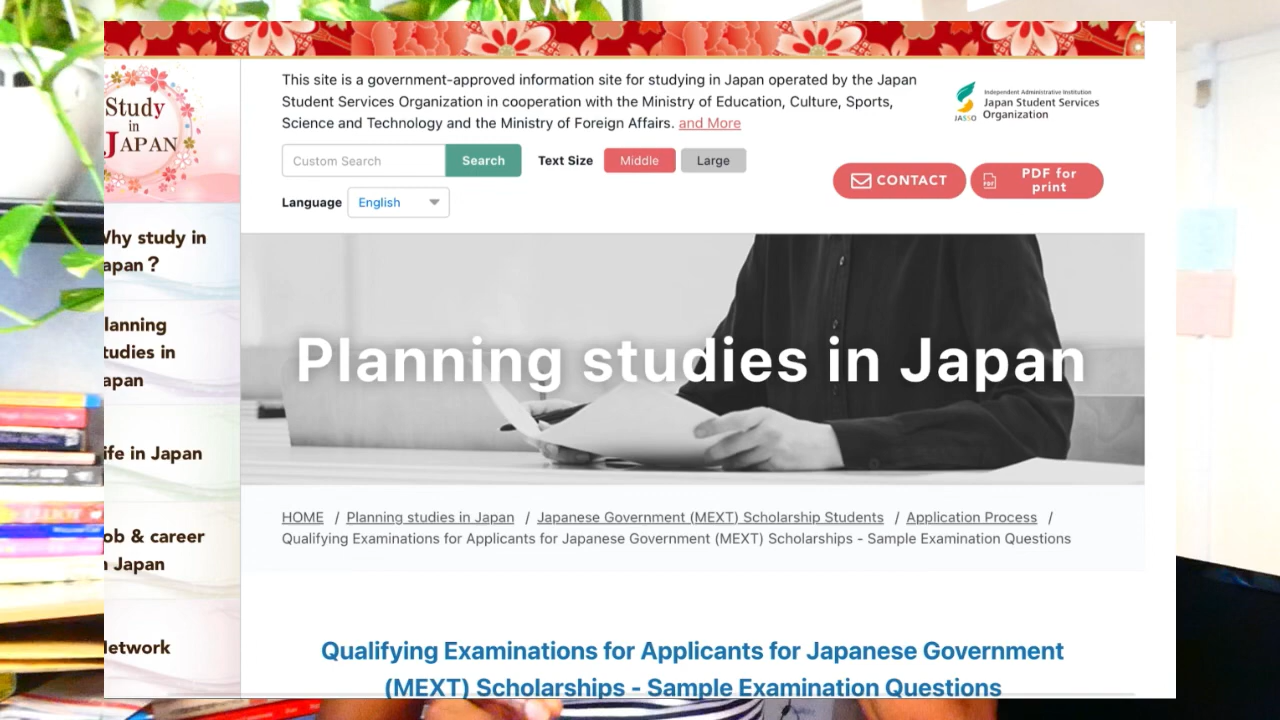 This site is a government-approved information site for studying in Japan operated by the Japan
Student Services Organization in cooperation with the Ministry of Education, Culture, Sports,
Science and Technology and the Ministry of Foreign Affairs. and More
Independent Administrative Institution
Japan Student Services
Organization
JASSO
Study
in
JAPAN
Custom Search
Search
Text Size
Middle
Large
CONTACT
PDF
PDF for
print
Language
English
Why study in
Japan?
Planning
studies in
Japan
Life in Japan
Job & career
in Japan
Network
Planning studies in Japan
HOME / Planning studies in Japan / Japanese Government (MEXT) Scholarship Students / Application Process /
Qualifying Examinations for Applicants for Japanese Government (MEXT) Scholarships - Sample Examination Questions
Qualifying Examinations for Applicants for Japanese Government
(MEXT) Scholarships - Sample Examination Questions